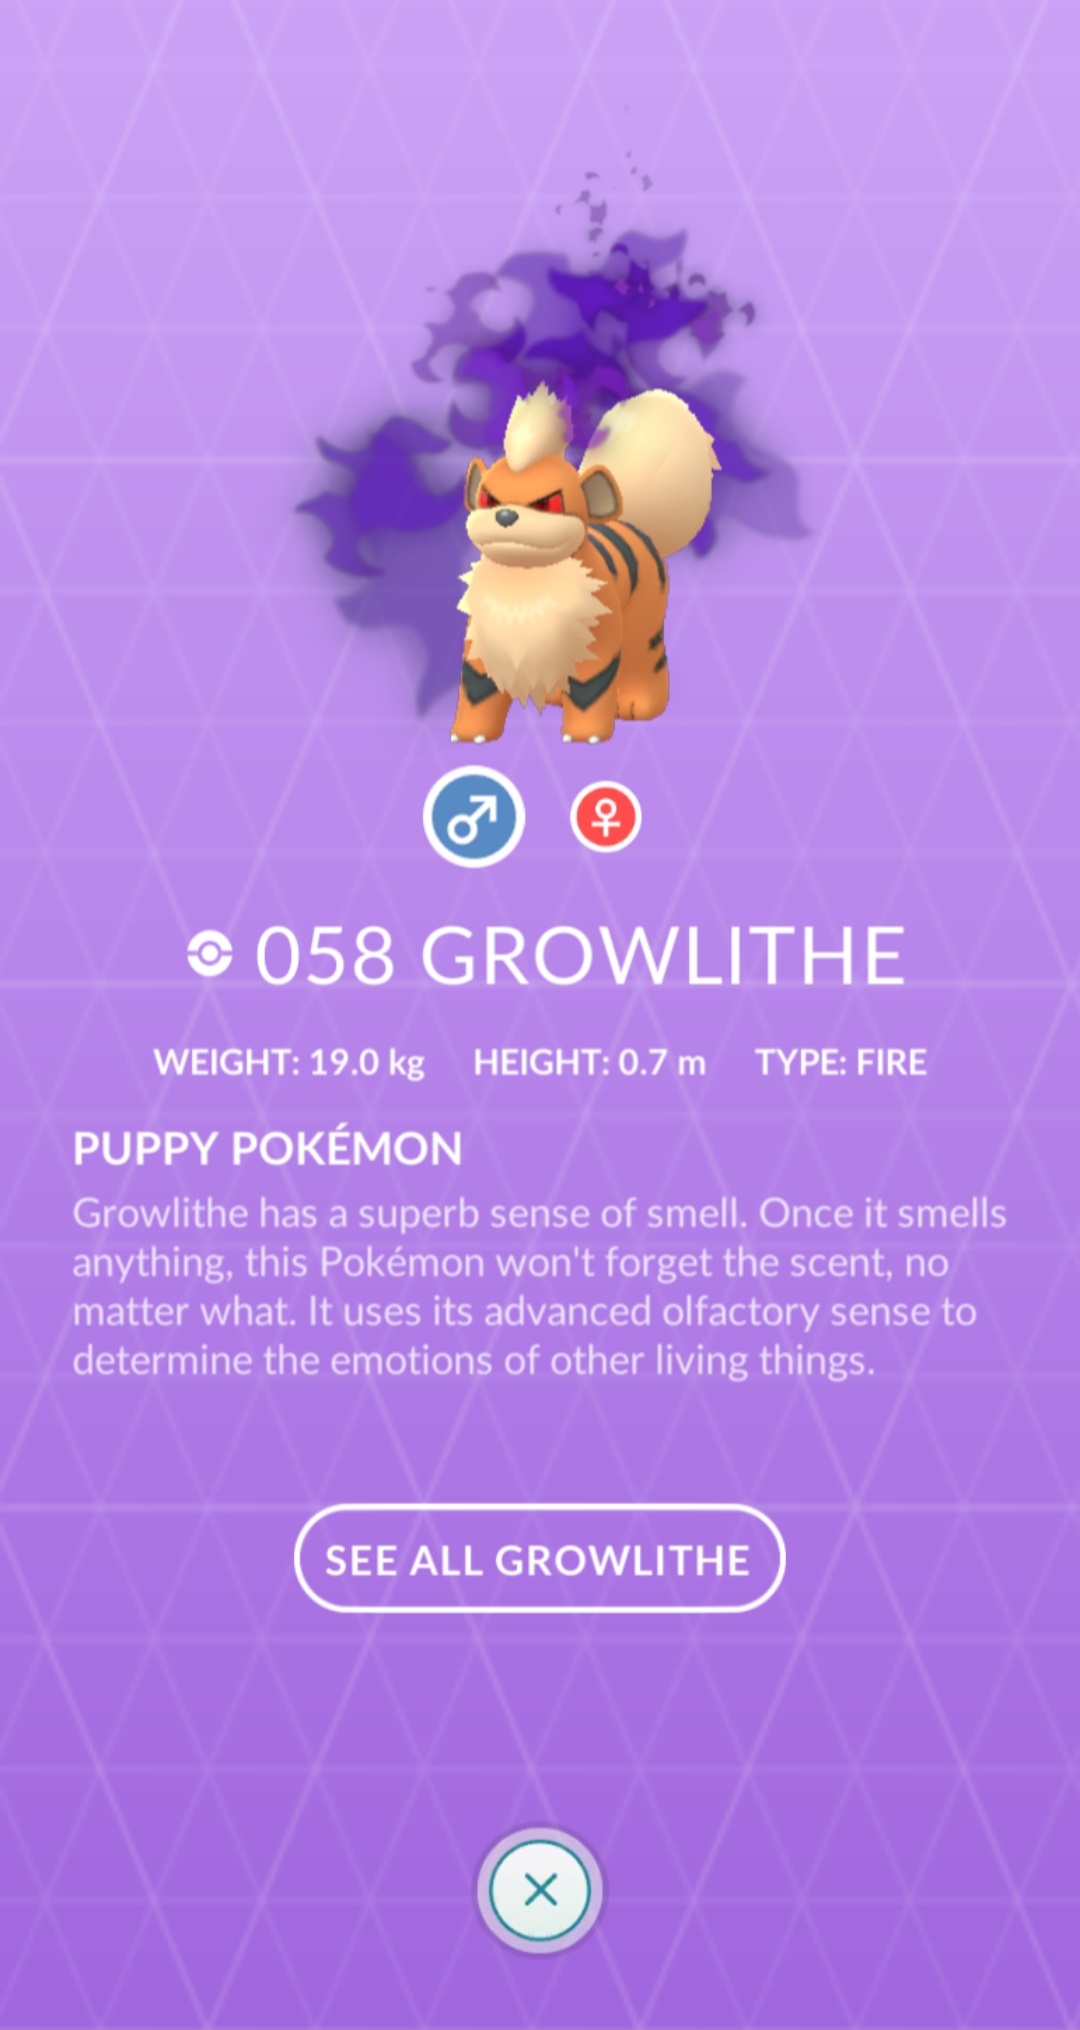 058 GROWLITHE
WEIGHT: 19.0 kg HEIGHT: 0.7 m TYPE: FIRE
PUPPY POKÉMON
Growlithe has a superb sense of smell. Once it smells
anything, this Pokémon won't forget the scent, no
matter what. It uses its advanced olfactory sense to
determine the emotions of other living things.
SEE ALL GROWLITHE